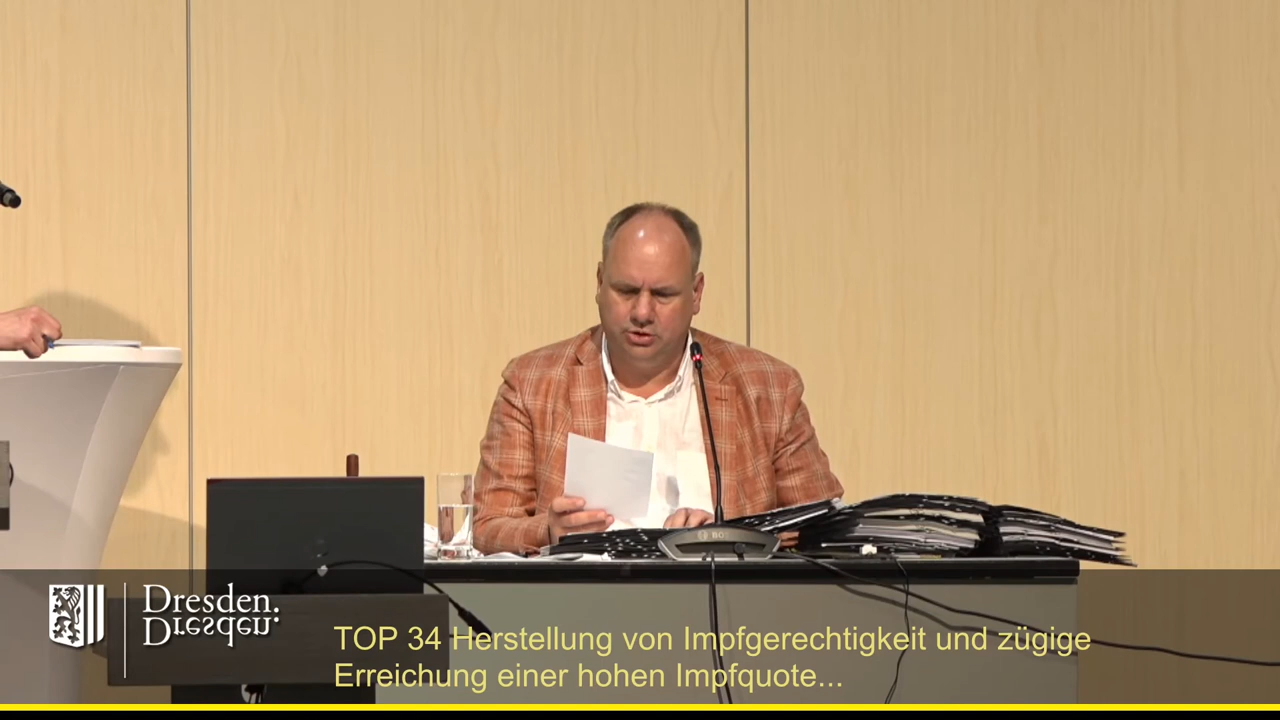 Dresden.
Dresden.
TOP 34 Herstellung von Impfgerechtigkeit und zügige
Erreichung einer hohen Impfquote...